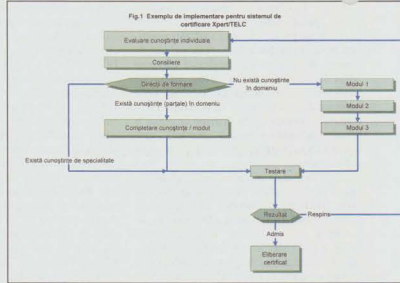 Fig.1 Exemplu de implementare pentru sistemul de
certificare Xpert/TELC
Evaluare cunoştinţe individuale
Consiliere
Direcţii de formare
Nu există cunoştinţe
în domeniu
Modul 1
Există cunoştinţe (parţiale) în domeniu
Modul 2
Completare cunoştinţe / modul
Modul 3
Există cunoştinţe de specialitate
Testare
Rezultat
Respins
Admis
Eliberare
certificat